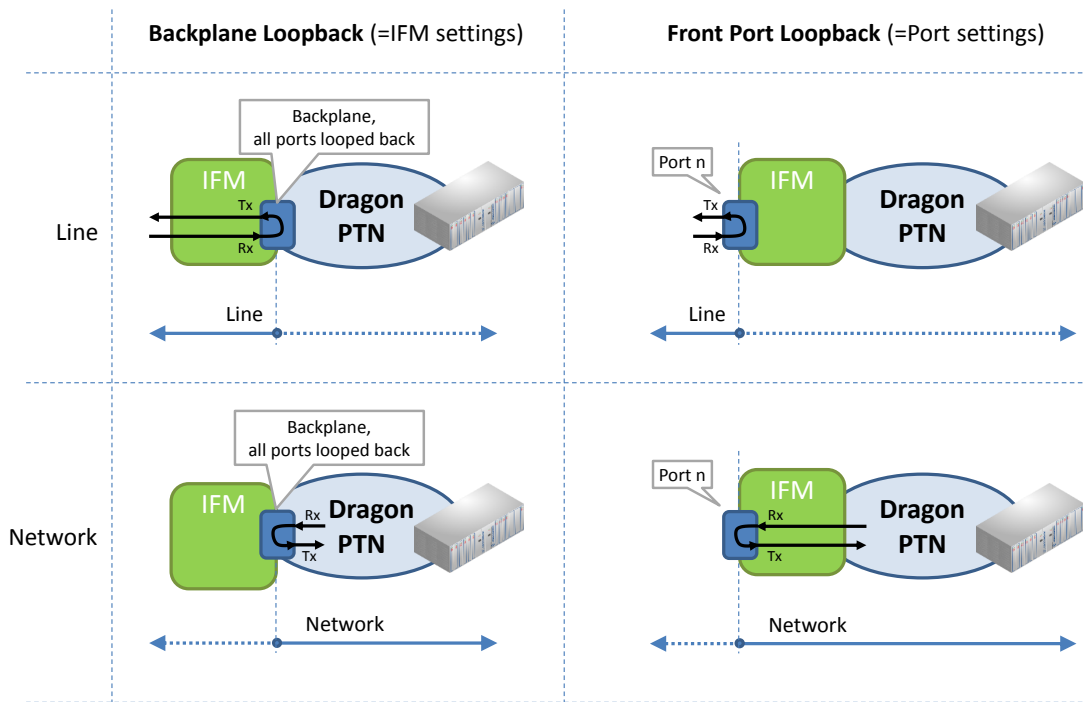 Backplane Loopback (=IFM settings)
Front Port Loopback (=Port settings)
Line
Backplane,
all ports looped back
IFM
Tx
Rx
Dragon
PTN
Line
Port n
Tx
Rx
IFM
Dragon
PTN
Line
Network
Backplane,
all ports looped back
IFM
Rx
Tx
Dragon
PTN
Network
Port n
IFM
Rx
Tx
Dragon
PTN
Network